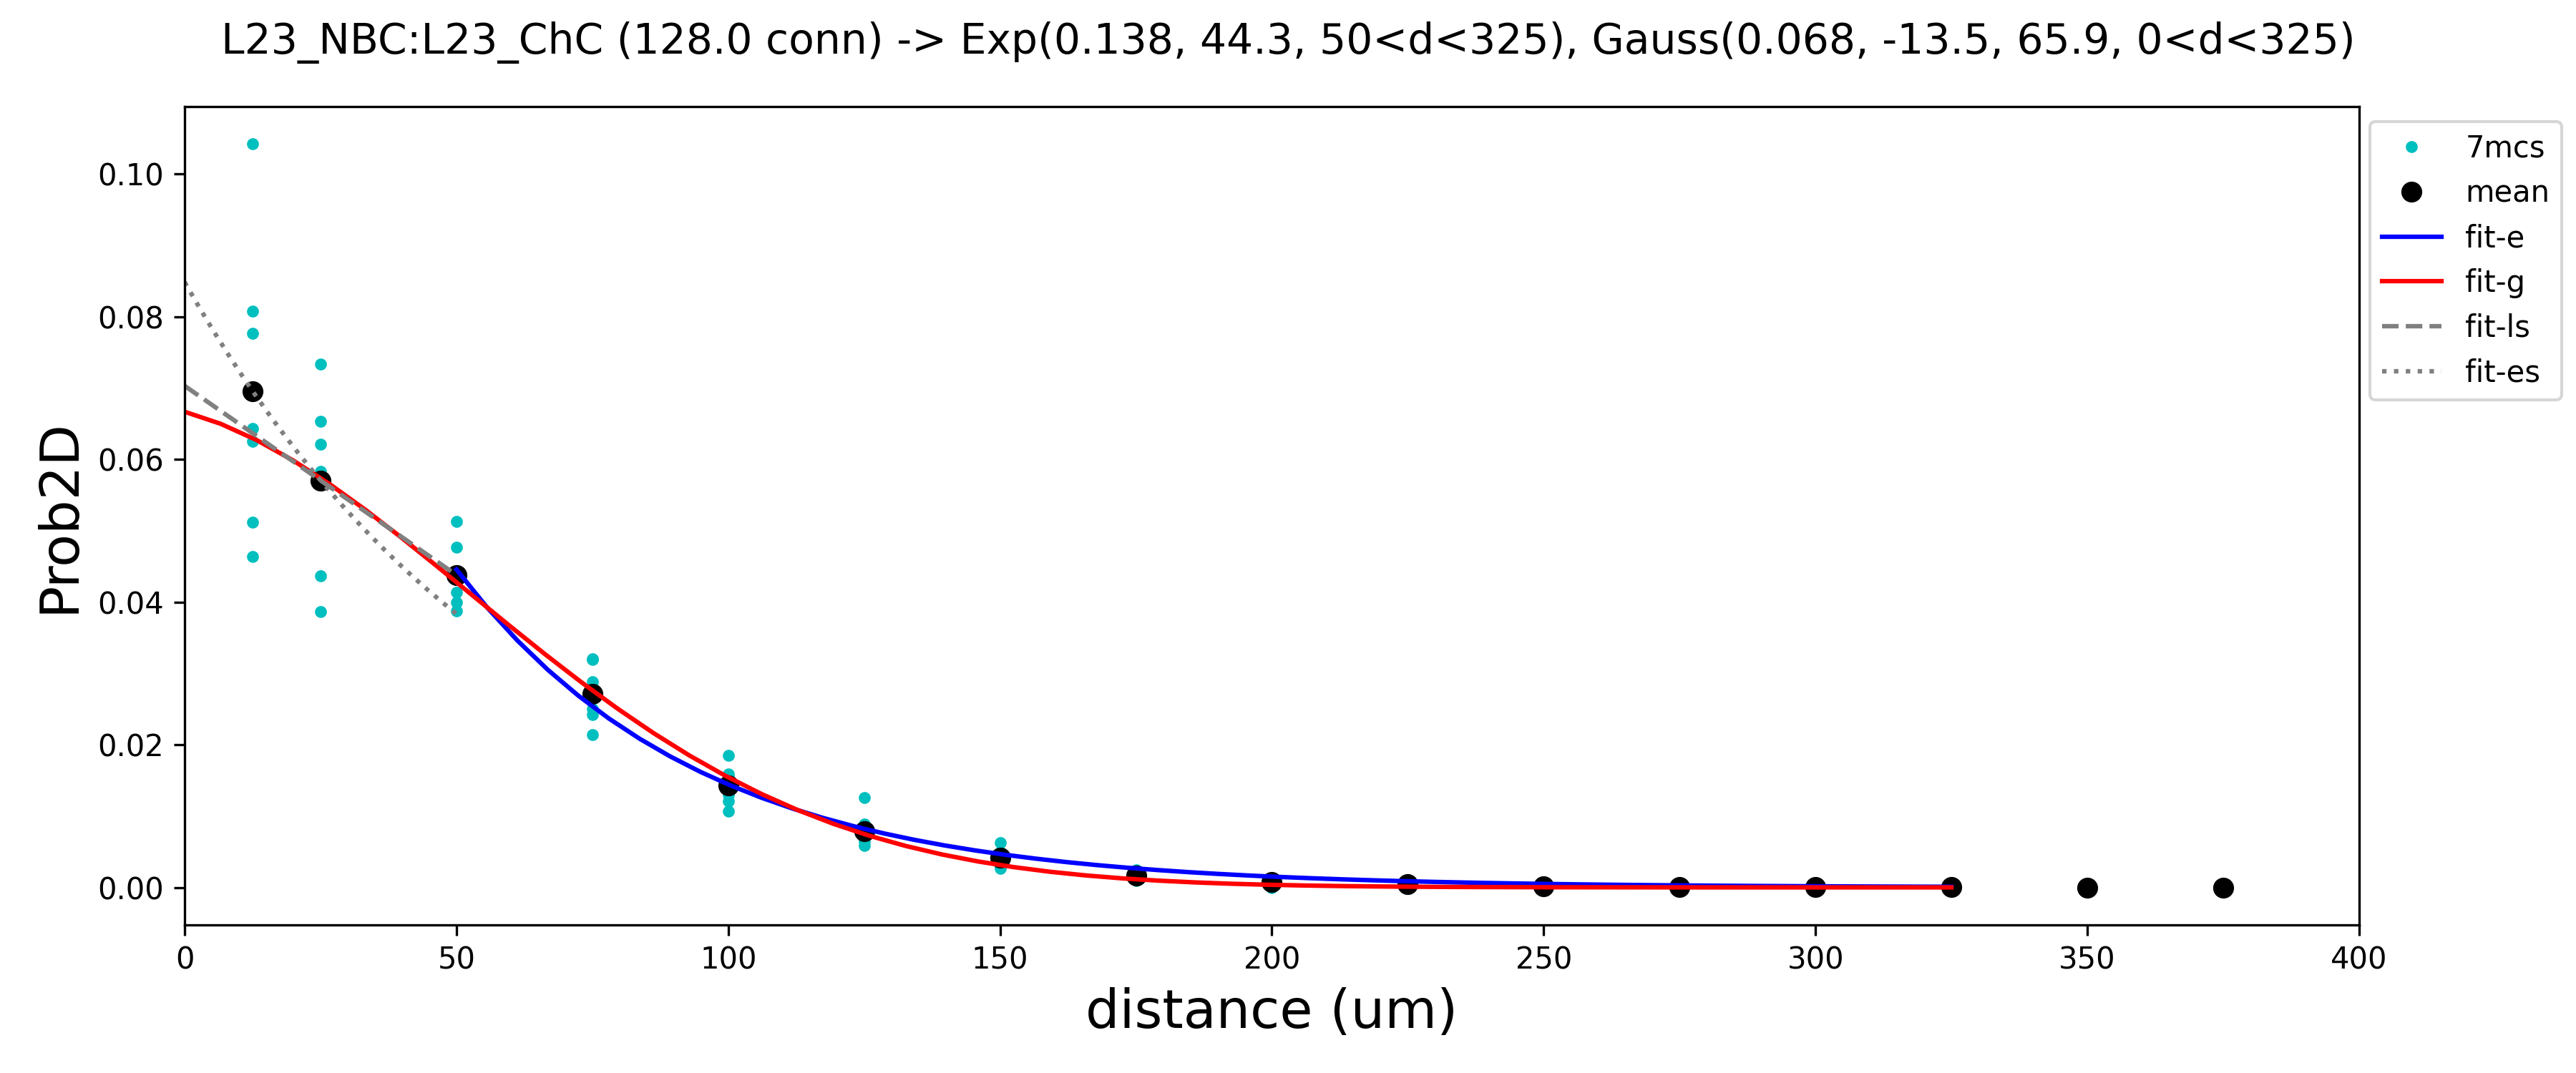 L23_NBC:L23_ChC (128.0 conn) -> Exp(0.138, 44.3, 50<d<325), Gauss(0.068, -13.5, 65.9, 0<d<325)
7mcs
mean
fit-e
fit-g
fit-ls
fit-es
Prob2D
0.10
0.08
0.06
0.04
0.02
0.00
0 50 100 150 200 250 300 350 400
distance (um)